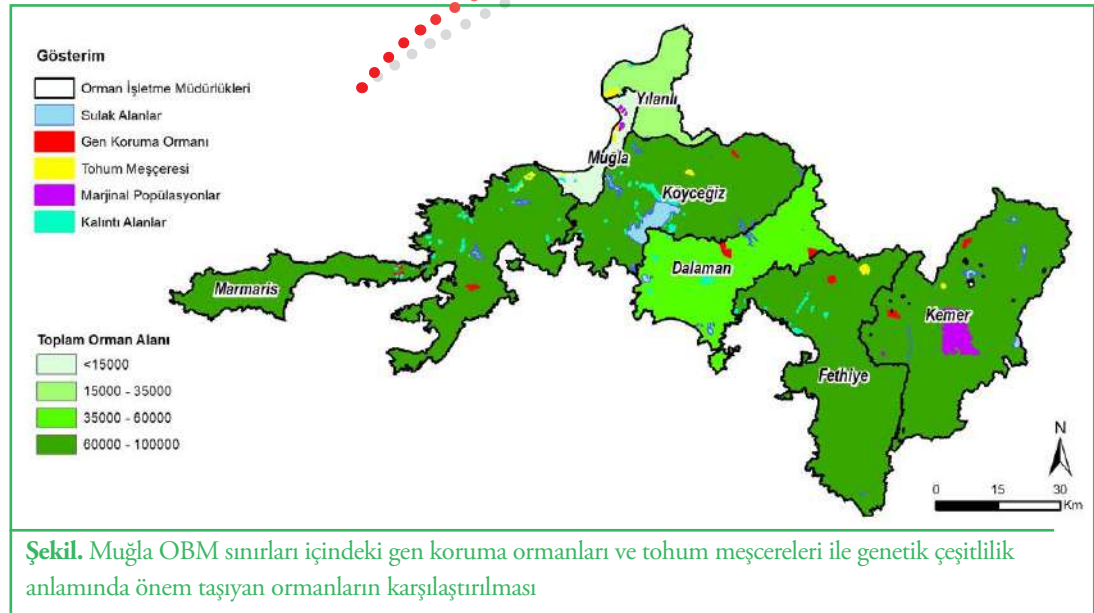 Gösterim
Orman İşletme Müdürlükleri
Sulak Alanlar
Gen Koruma Ormanı
Tohum Meşçeresi
Marjinal Popülasyonlar
Kalıntı Alanlar
Yılanlı
Muğla
Köyceğiz
Dalaman
Marmaris
Kemer
Fethiye
Toplam Orman Alanı
<15000
15000 - 35000
35000 - 60000
60000 - 100000
N
0 15 30
Km
Şekil. Muğla OBM sınırları içindeki gen koruma ormanları ve tohum meşcereleri ile genetik çeşitlilik
anlamında önem taşıyan ormanların karşılaştırılması